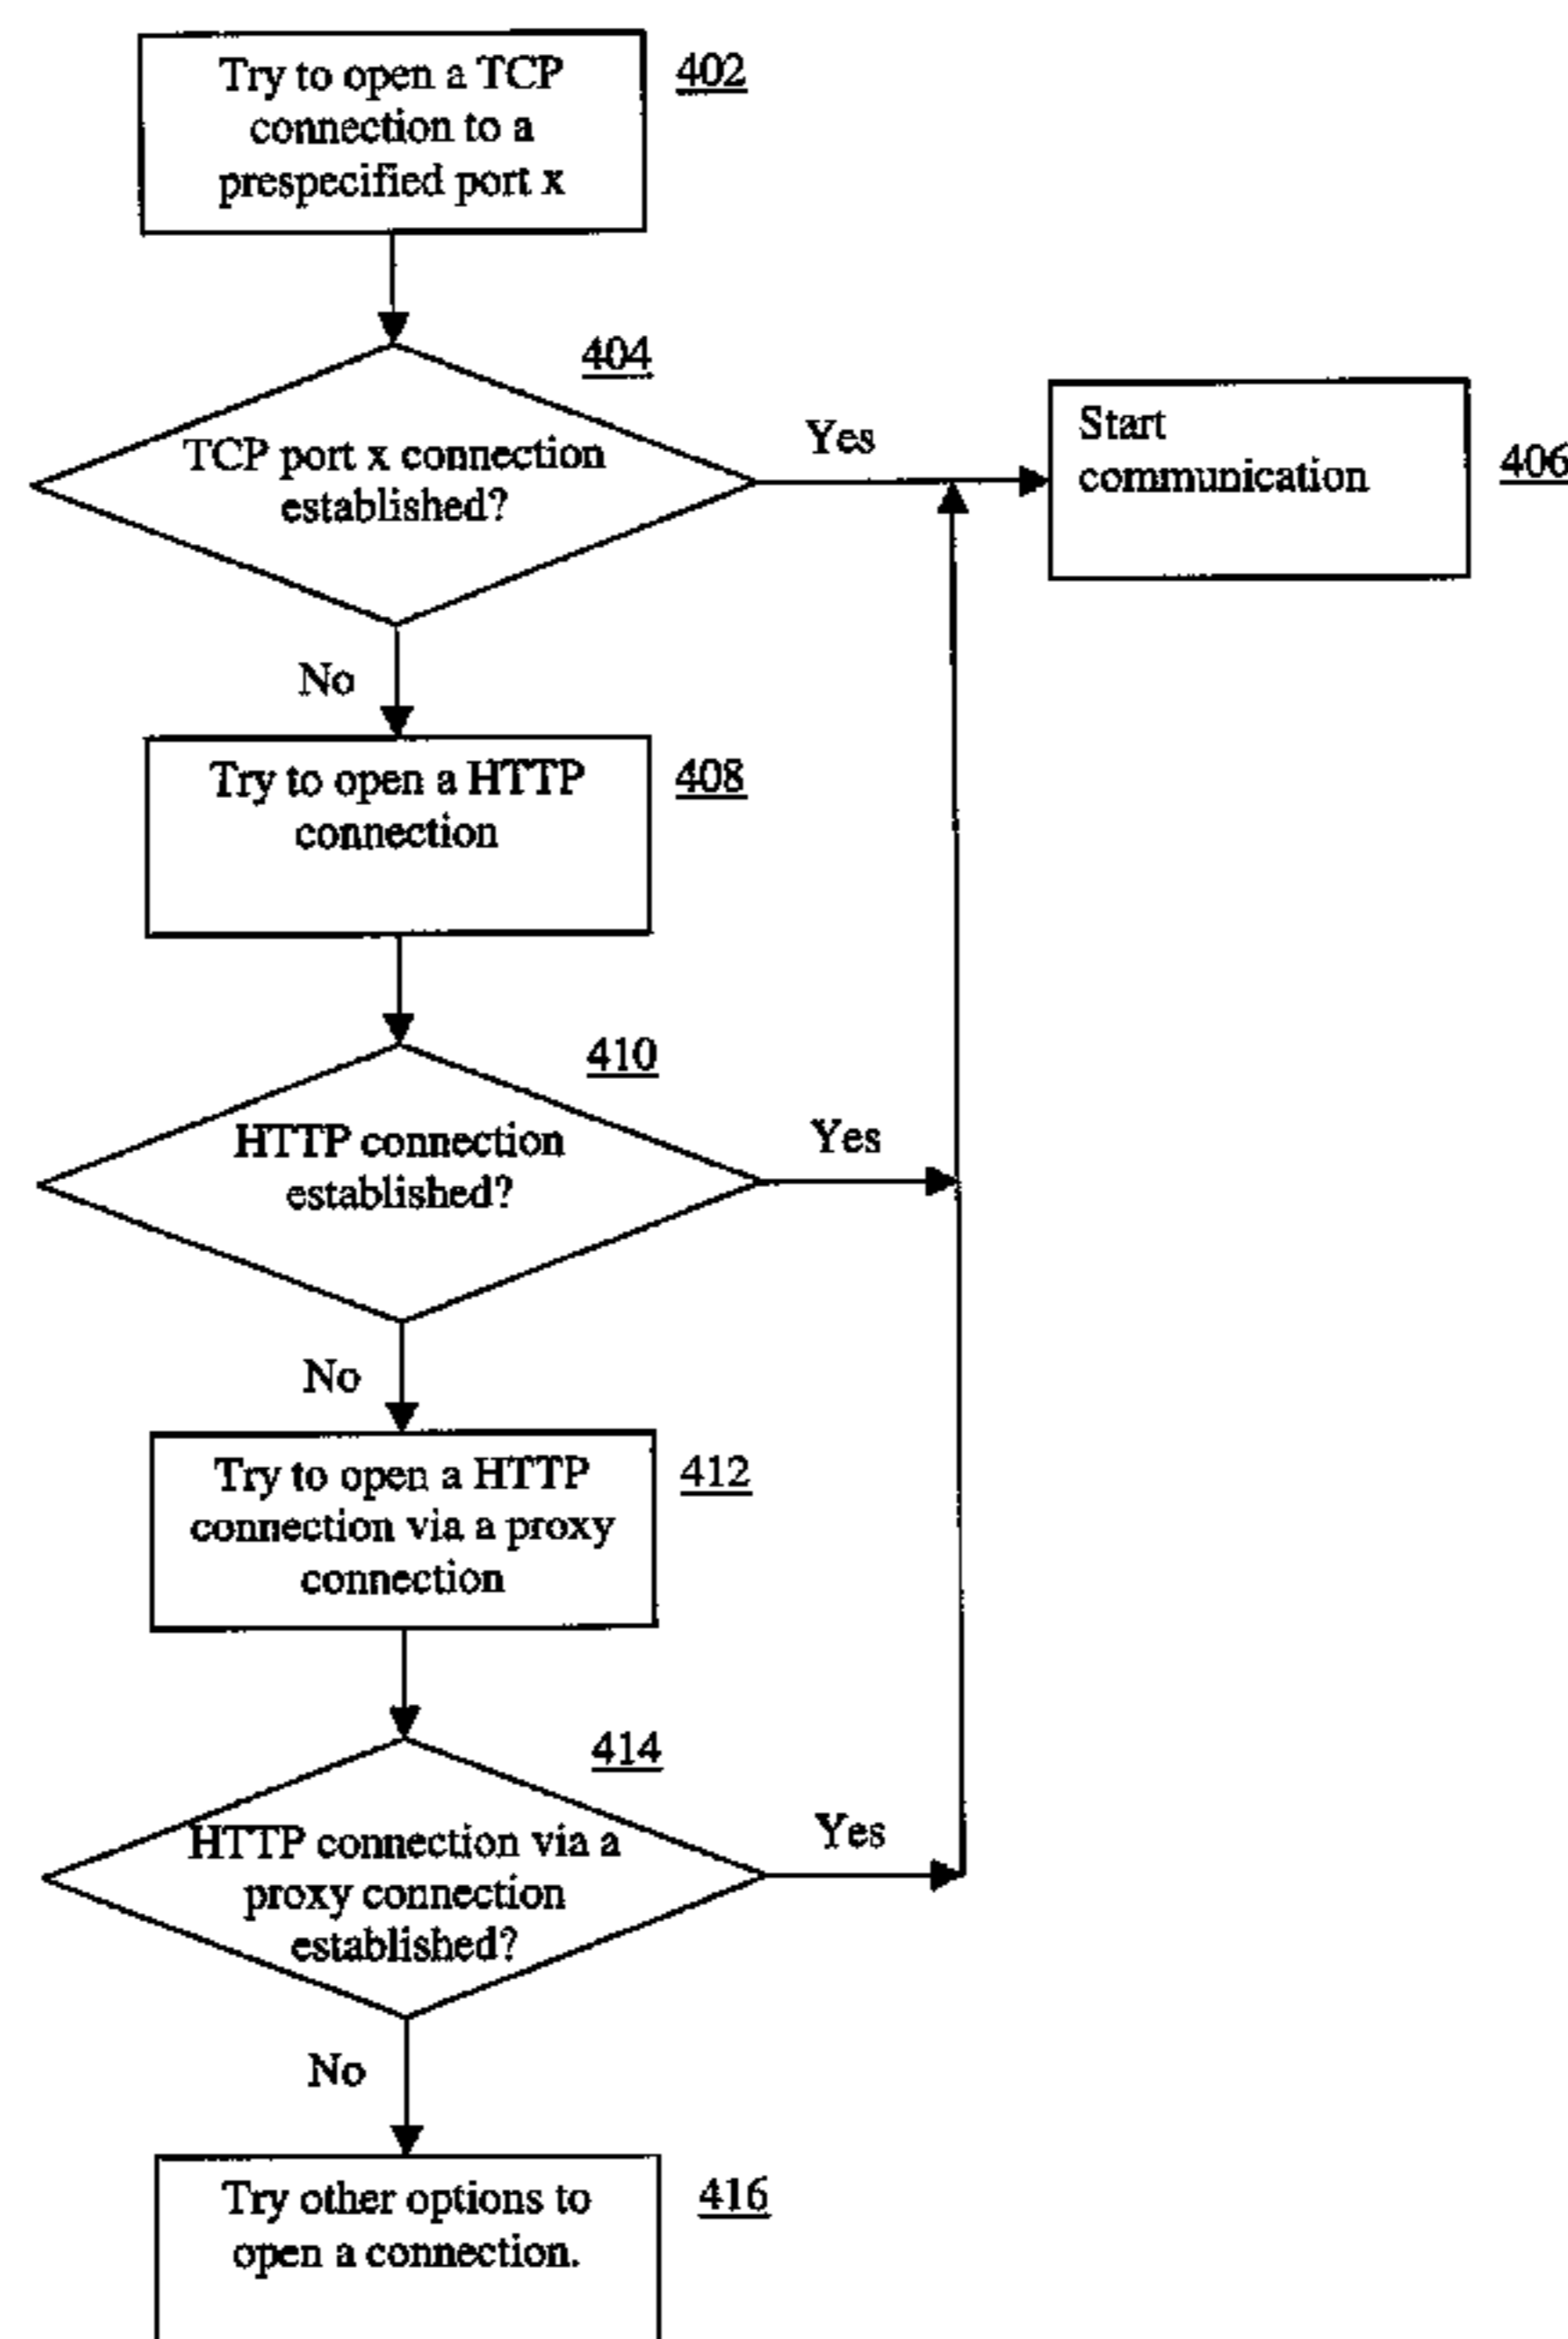 Try to open a TCP
connection to a
prespecified port x
402
404
TCP port x connection
established?
Yes
Start
communication
406
No
Try to open a HTTP
connection
408
410
HTTP connection
established?
Yes
No
Try to open a HTTP
connection via a proxy
connection
412
414
HTTP connection via a
proxy connection
established?
Yes
No
Try other options to
open a connection.
416